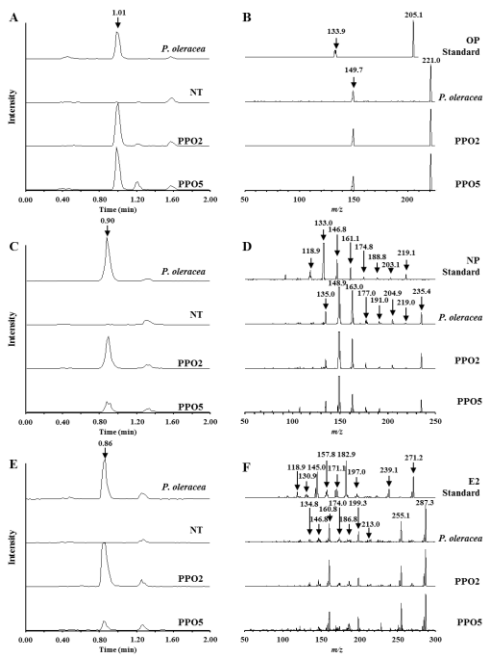 A
1.01
P. oleracea
NT
PPO2
PPO5
Intensity
0.00 0.40 0.80 1.20 1.60 2.00
Time (min)
B
205.1
133.9
OP
Standard
221.0
149.7
P. oleracea
PPO2
PPO5
50 100 150 200
m/z
C
0.90
P. oleracea
NT
PPO2
PPO5
Intensity
0.00 0.40 0.80 1.20 1.60 2.00
Time (min)
D
133.0
146.8
161.1
118.9
174.8
188.8
203.1
219.1
NP
Standard
148.9
163.0
135.0
177.0
191.0
204.9
219.0
235.4
P. oleracea
PPO2
PPO5
50 100 150 200 250
m/z
E
0.86
P. oleracea
NT
PPO2
PPO5
Intensity
0.00 0.40 0.80 1.20 1.60 2.00
Time (min)
F
157.8 182.9
118.9 145.0 171.1
130.9
197.0
239.1
271.2
E2
Standard
174.0 199.3
134.8 160.8
146.8 186.8 213.0
255.1
287.3
P. oleracea
PPO2
PPO5
50 100 150 200 250 300
m/z